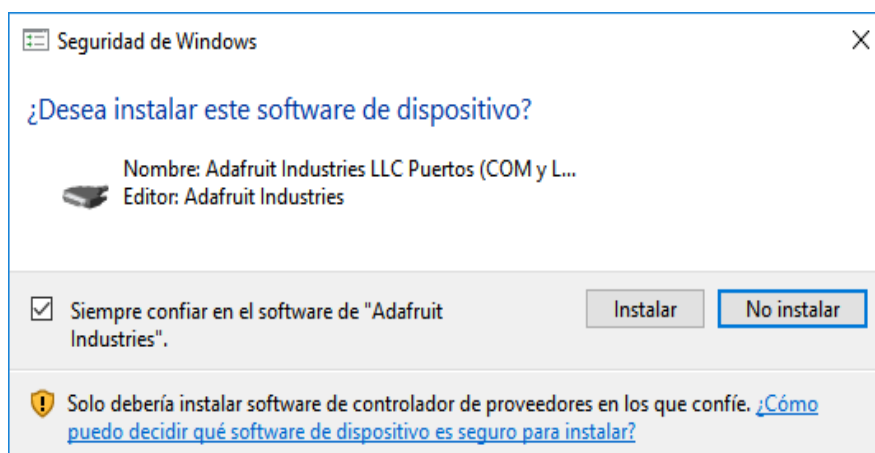 Seguridad de Windows
¿Desea instalar este software de dispositivo?
Nombre: Adafruit Industries LLC Puertos (COM y L...
Editor: Adafruit Industries
Siempre confiar en el software de "Adafruit
Industries".
Instalar
No instalar
Solo debería instalar software de controlador de proveedores en los que confíe. ¿Cómo
puedo decidir qué software de dispositivo es seguro para instalar?